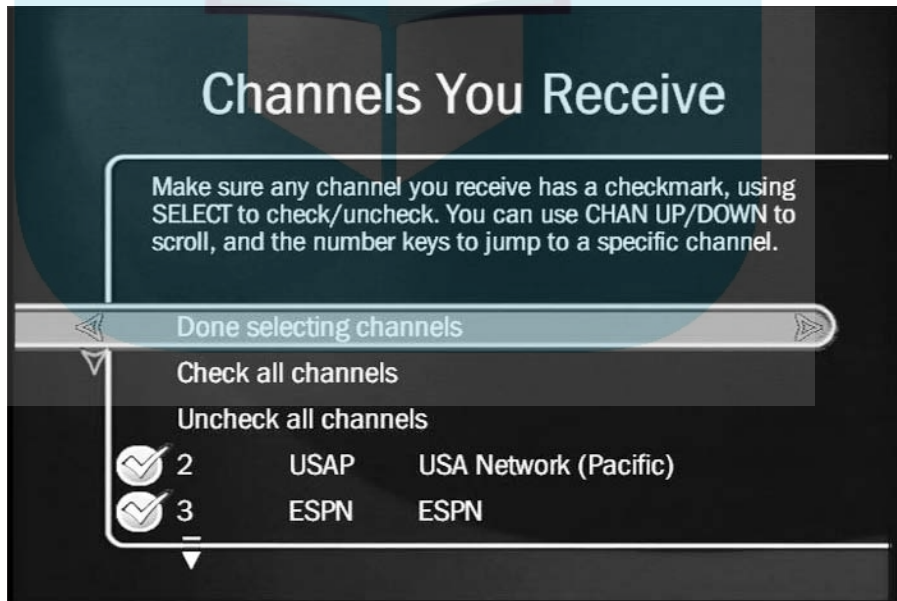 Channels You Receive
Make sure any channel you receive has a checkmark, using
SELECT to check/uncheck. You can use CHAN UP/DOWN to
scroll, and the number keys to jump to a specific channel.
Done selecting channels
Check all channels
Uncheck all channels
2 USAP USA Network (Pacific)
3 ESPN ESPN